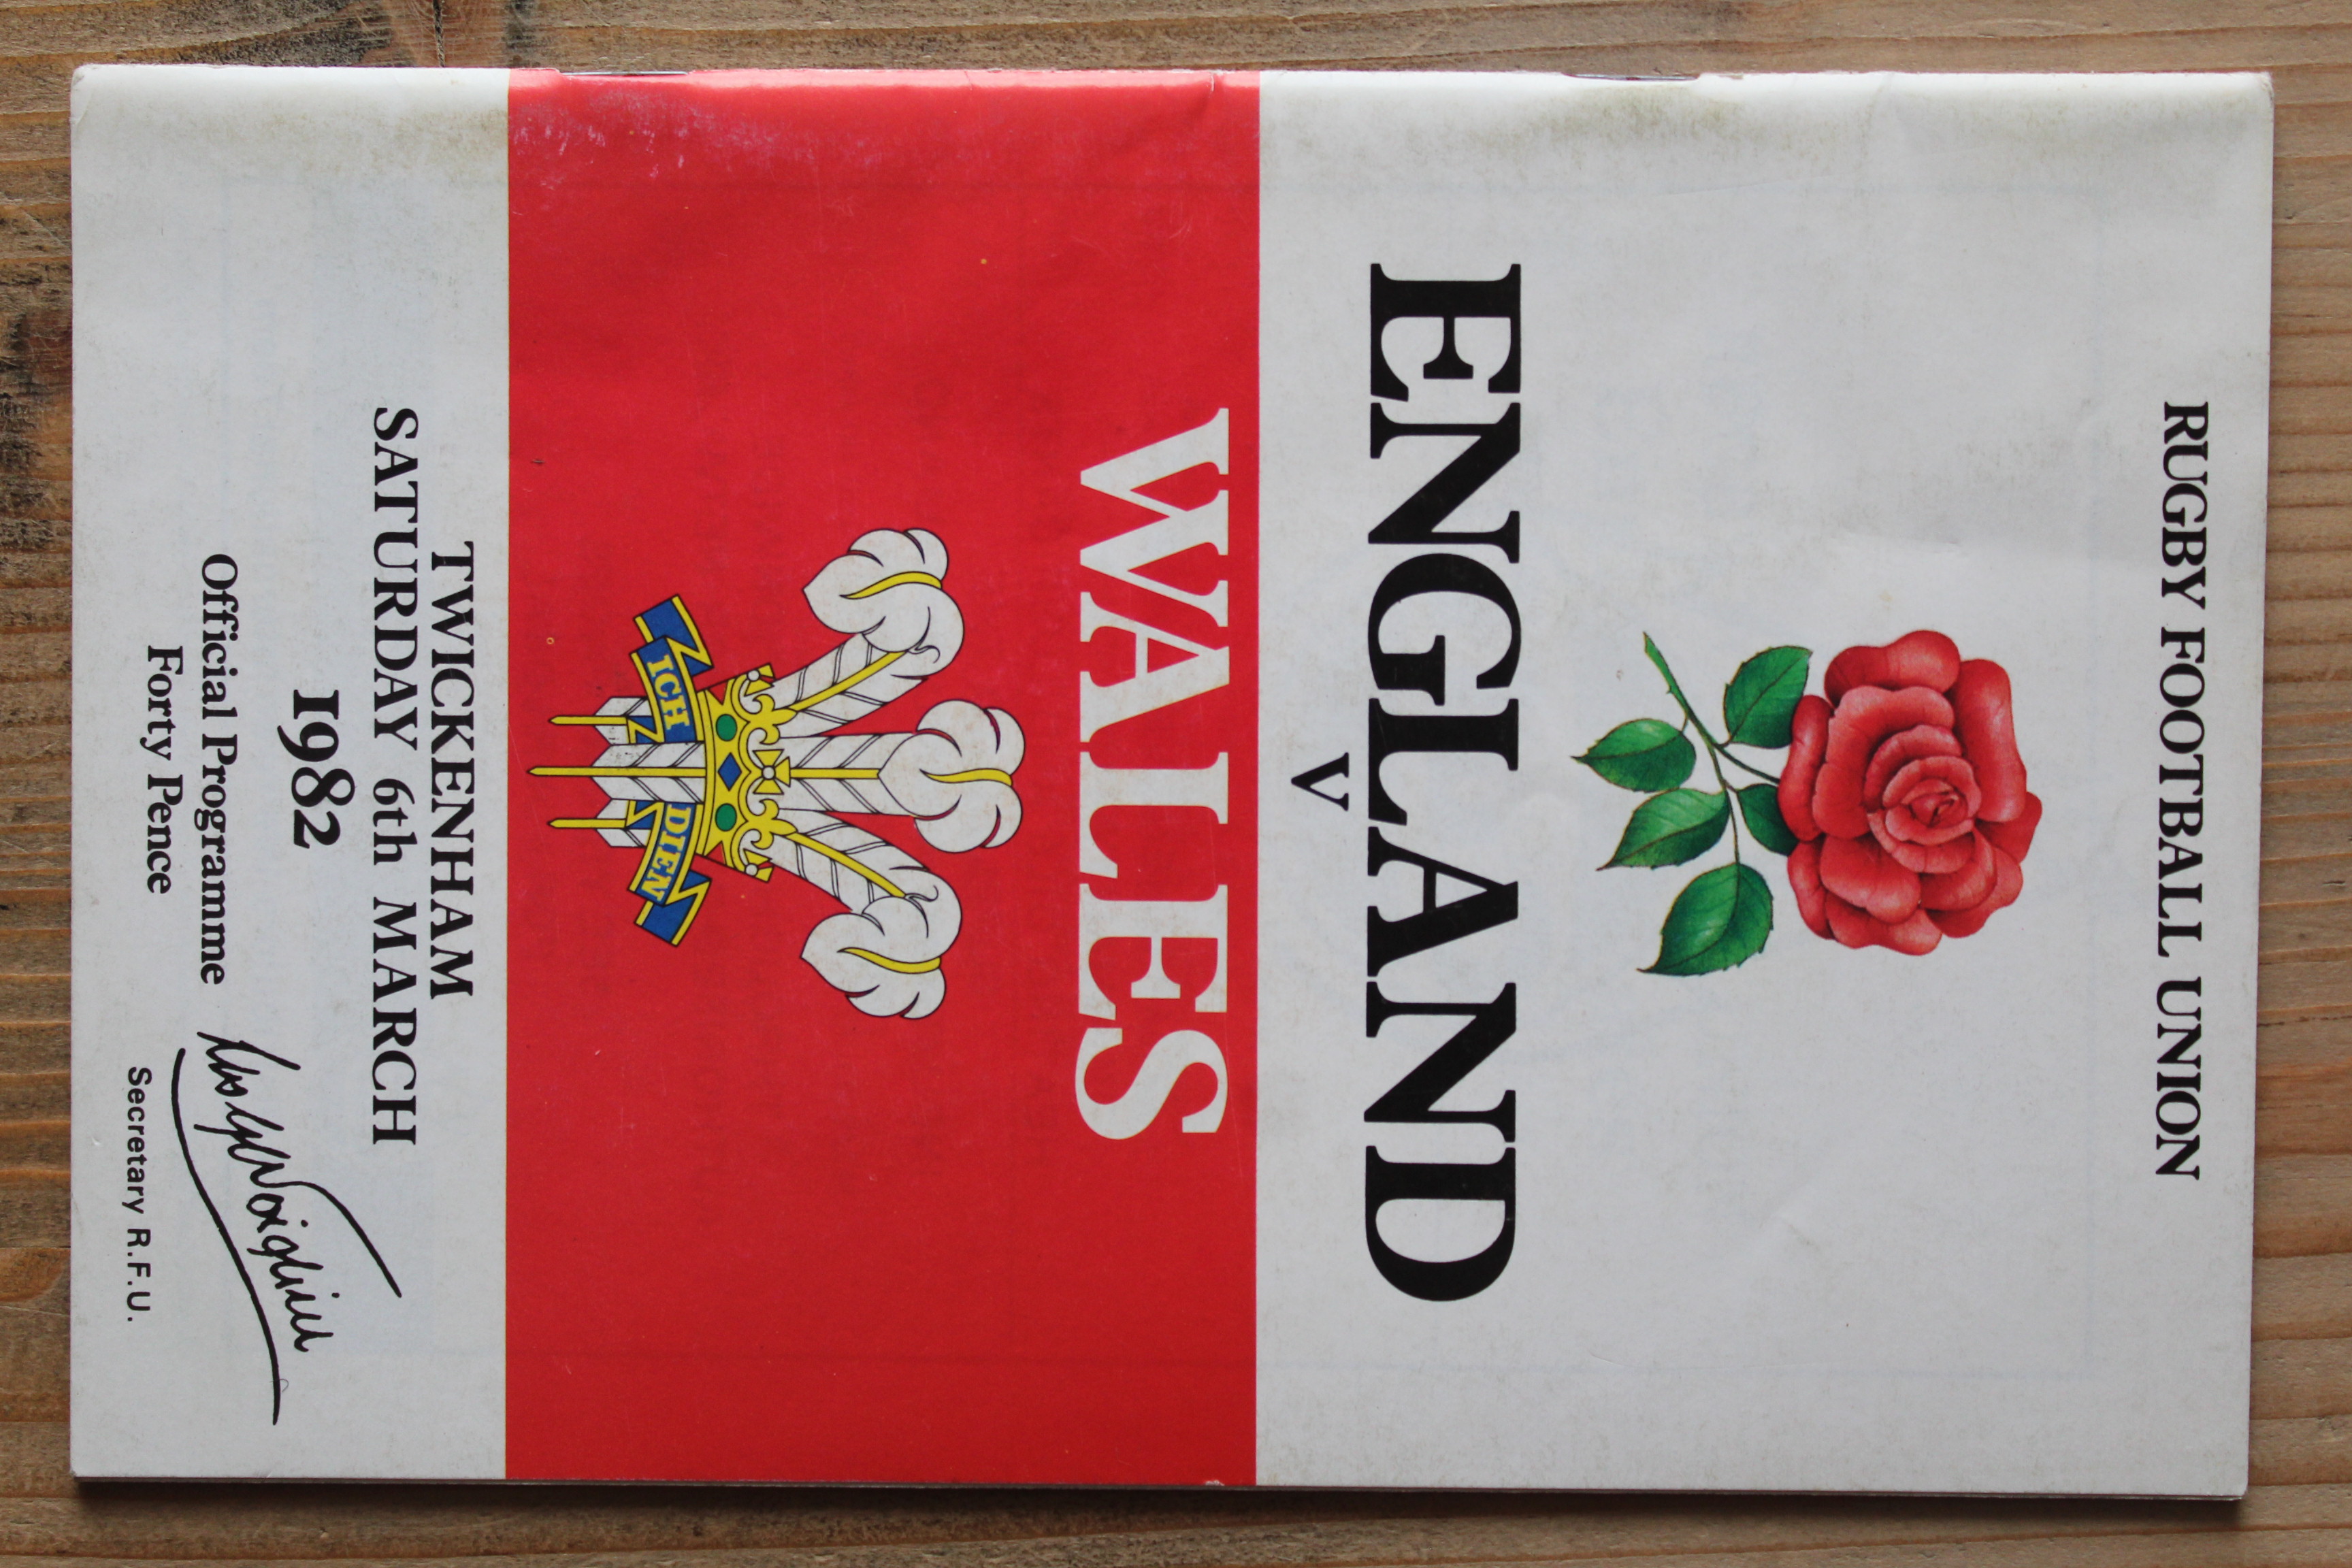 RUGBY FOOTBALL UNION
ENGLAND
v
WALES
ICH DIEN
TWICKENHAM
SATURDAY 6th MARCH
1982
Official Programme
Forty Pence
Secretary R.F.U.